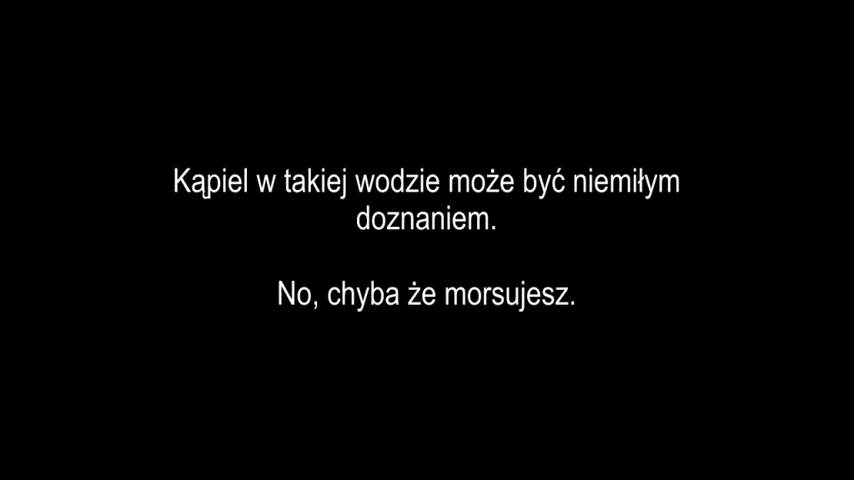 Kąpiel w takiej wodzie może być niemiłym
doznaniem.
No, chyba że morsujesz.